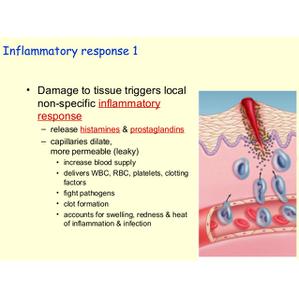 Inflammatory response 1
• Damage to tissue triggers local
non-specific inflammatory
response
– release histamines & prostaglandins
– capillaries dilate,
more permeable (leaky)
• increase blood supply
• delivers WBC, RBC, platelets, clotting
factors
• fight pathogens
• clot formation
• accounts for swelling, redness & heat
of inflammation & infection